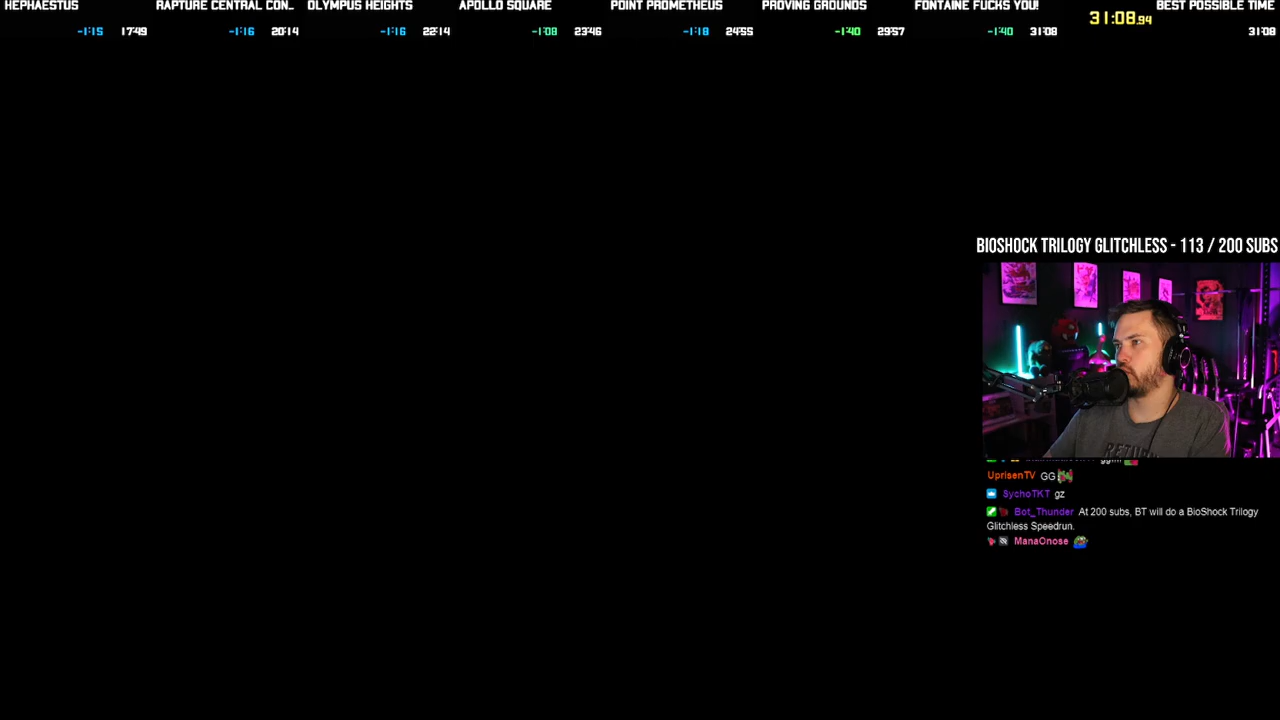 HEPHAESTUS RAPTURE CENTRAL CON... OLYMPUS HEIGHTS APOLLO SQUARE POINT PROMETHEUS PROVING GROUNDS FONTAINE FUCKS YOU! 31:08.94 BEST POSSIBLE TIME
-1:15 17:49 -1:16 20:14 -1:16 22:14 -1:08 23:46 -1:18 24:55 -1:40 29:57 -1:40 31:08 31:08
BIOSHOCK TRILOGY GLITCHLESS - 113 / 200 SUBS
RETURN
UprisenTV GG
SychoTKT gz
Bot_Thunder At 200 subs, BT will do a BioShock Trilogy
Glitchless Speedrun.
ManaOnose